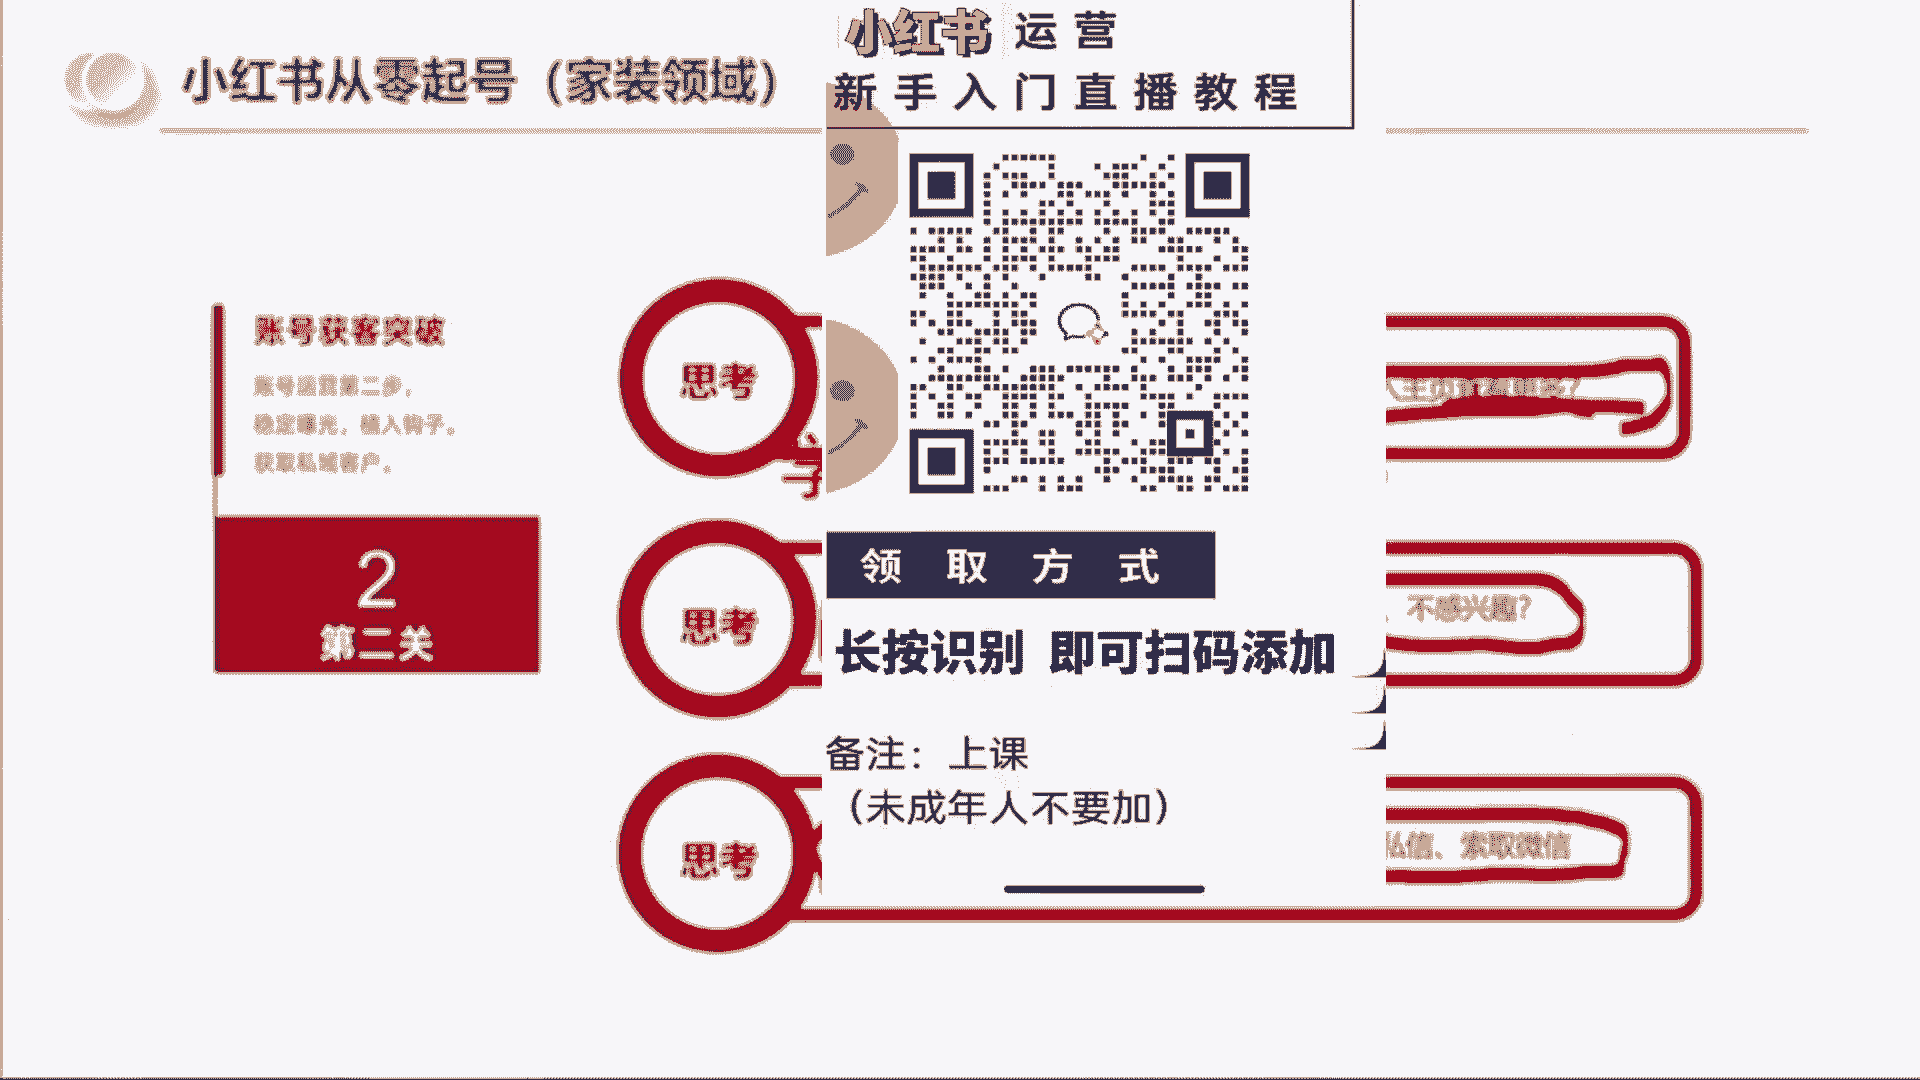 小红书从零起号（家装领域）
账号获客突破
账号运营第二步，
稳定曝光，植入钩子，
获取私域客户。
2
第二关
思考
思考
不感兴趣？
思考
私信、索取微信
小红书 运营
新手入门直播教程
领取方式
长按识别 即可扫码添加
备注：上课
（未成年人不要加）